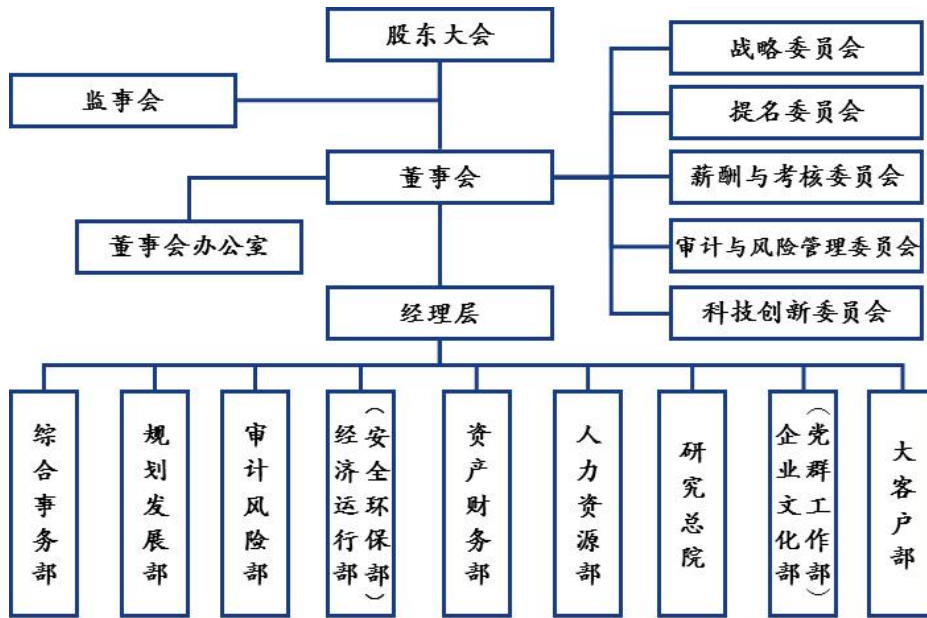 股东大会
战略委员会
监事会
提名委员会
董事会
薪酬与考核委员会
董事会办公室
审计与风险管理委员会
经理层
科技创新委员会
综合事务部
规划发展部
审计风险部
经济运行部
（安全环保部）
资产财务部
人力资源部
研究总院
企业文化部
（党群工作部）
大客户部